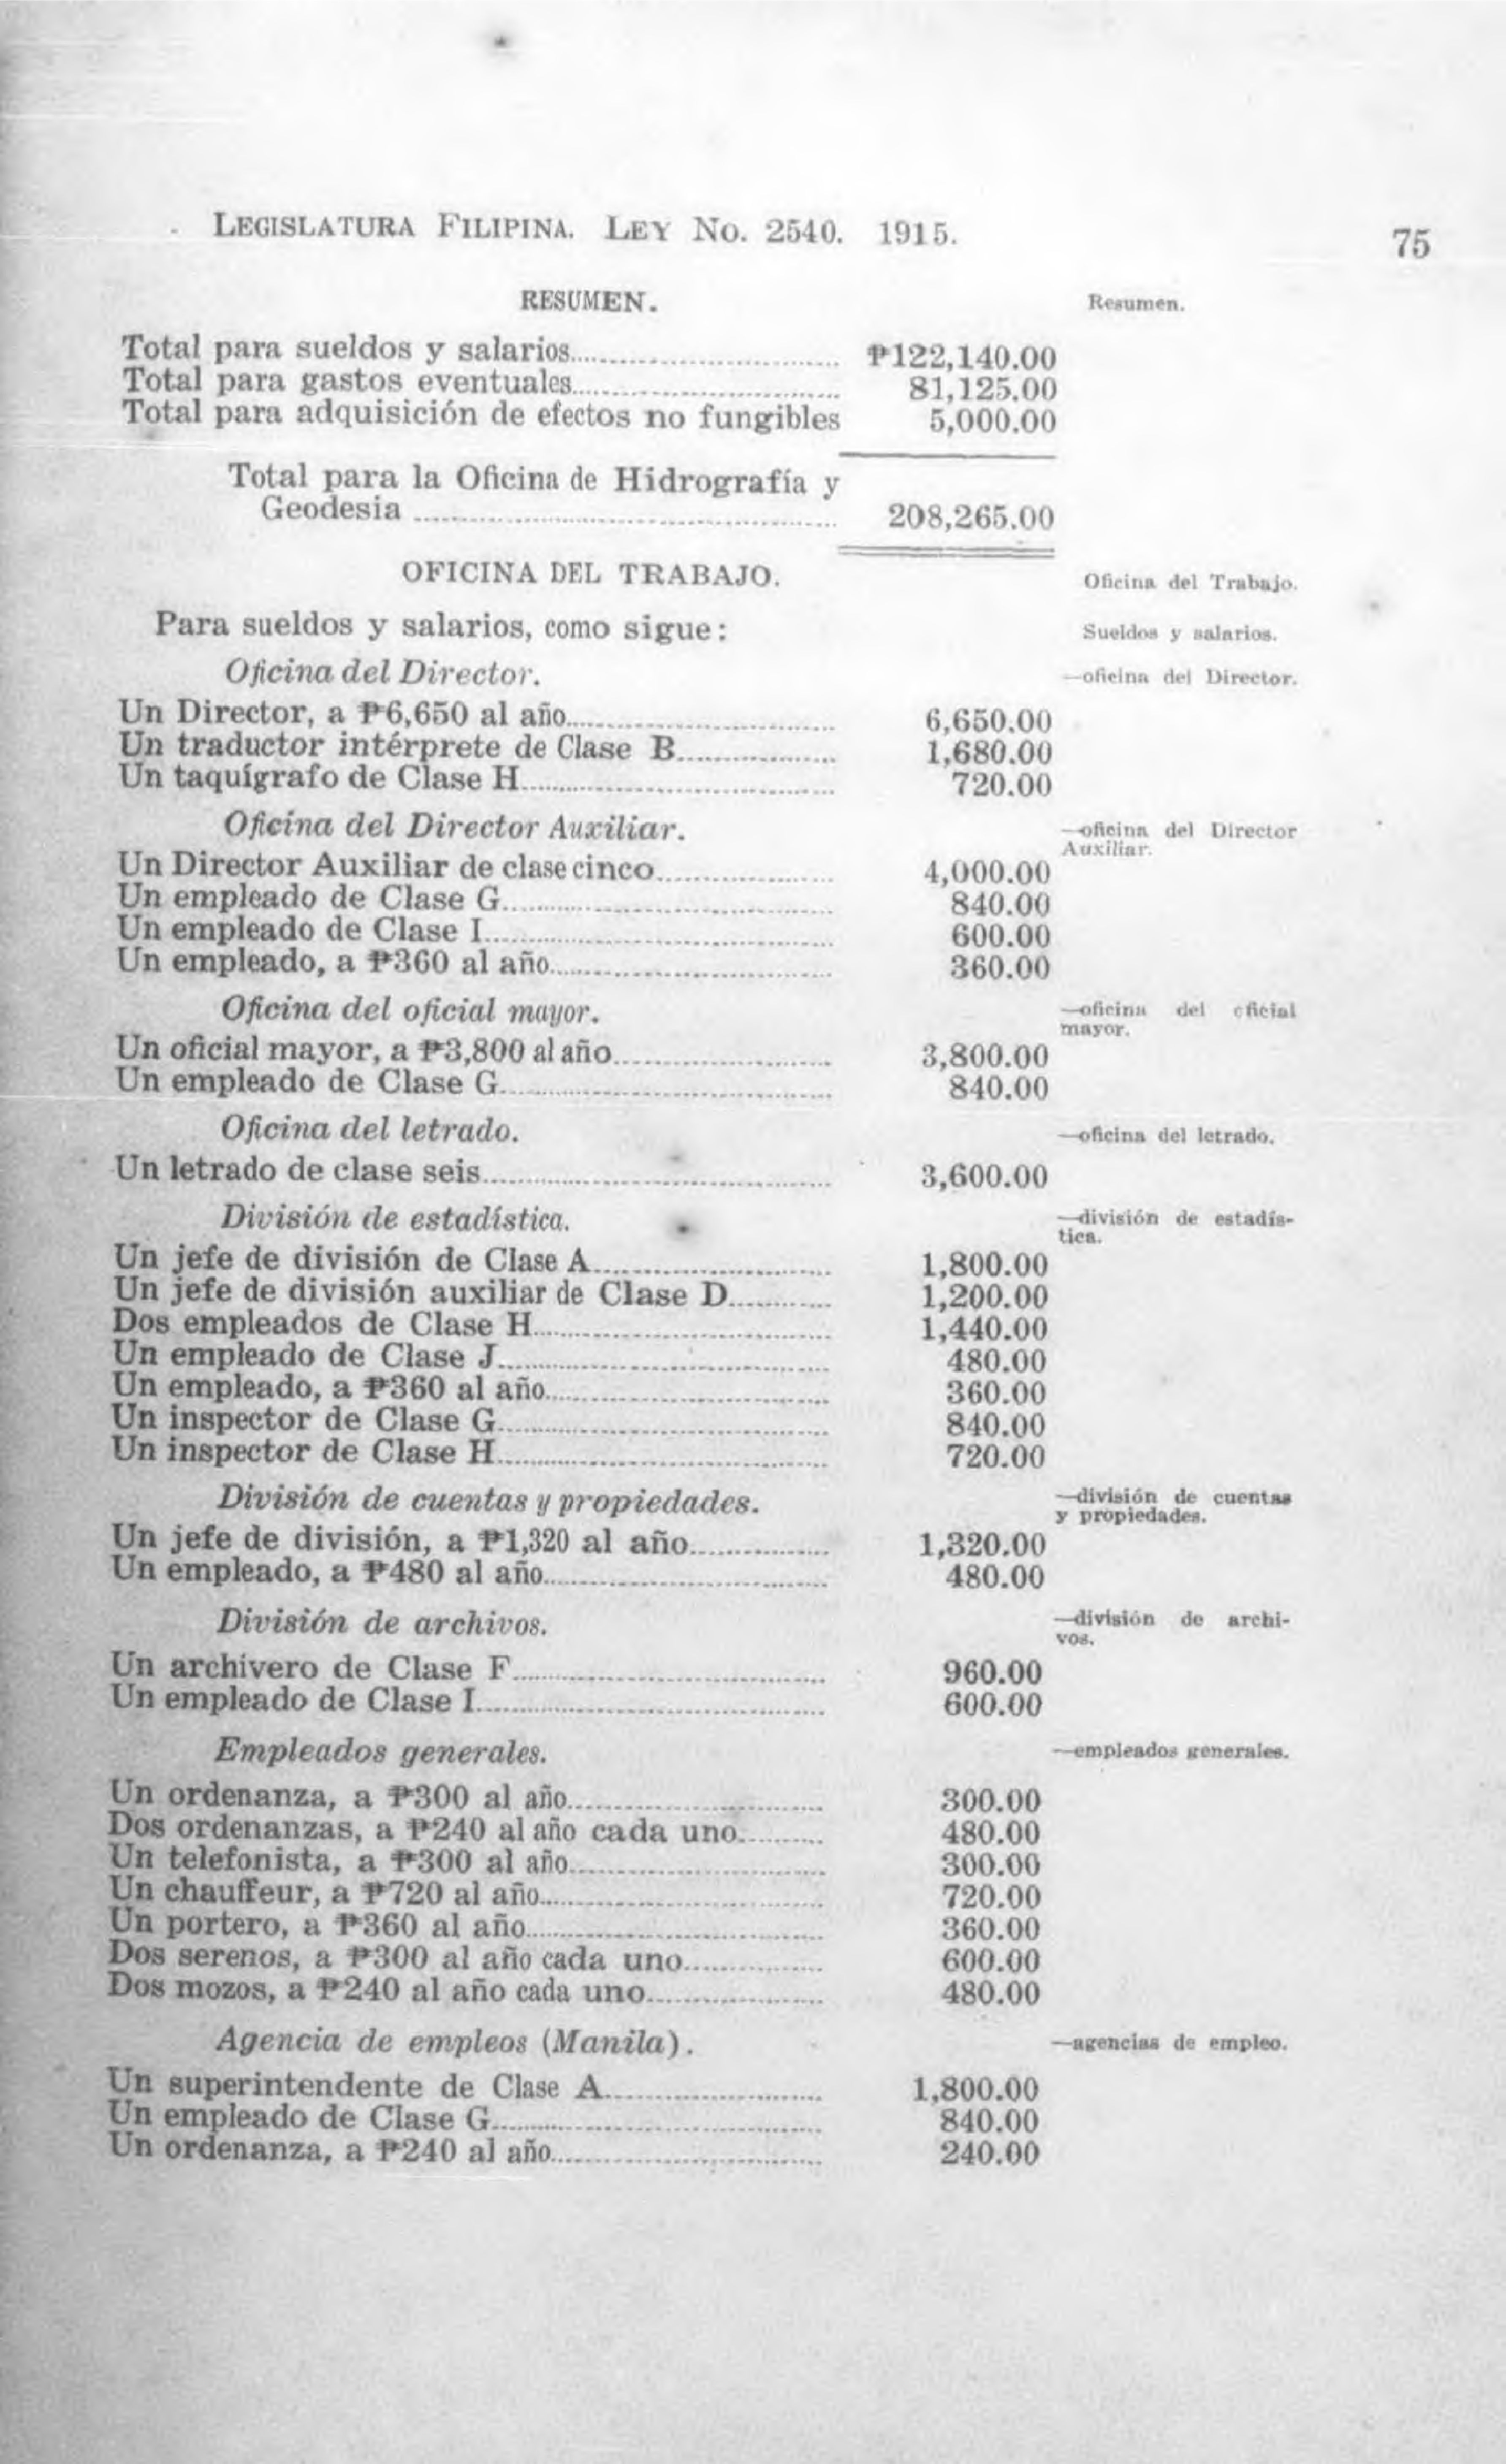 LEGISLATURA FILIPINA. LEY NO. 2540. 1915. 75
RESUMEN. Resumen.
Total para sueldos y salarios ₱122,140.00
Total para gastos eventuales 81,125.00
Total para adquisición de efectos no fungibles 5,000.00
Total para la Oficina de Hidrografía y
Geodesia 208,265.00
OFICINA DEL TRABAJO. Oficina del Trabajo.
Para sueldos y salarios, como sigue: Sueldos y salarios.
Oficina del Director. —oficina del Director.
Un Director, a ₱6,650 al año 6,650.00
Un traductor intérprete de Clase B 1,680.00
Un taquígrafo de Clase H 720.00
Oficina del Director Auxiliar. —oficina del Director
Auxiliar.
Un Director Auxiliar de clase cinco 4,000.00
Un empleado de Clase G 840.00
Un empleado de Clase I 600.00
Un empleado, a ₱360 al año 360.00
Oficina del oficial mayor. —oficina del oficial
mayor.
Un oficial mayor, a ₱3,800 al año 3,800.00
Un empleado de Clase G 840.00
Oficina del letrado. —oficina del letrado.
Un letrado de clase seis 3,600.00
División de estadística. —división de estadís-
tica.
Un jefe de división de Clase A 1,800.00
Un jefe de división auxiliar de Clase D 1,200.00
Dos empleados de Clase H 1,440.00
Un empleado de Clase J 480.00
Un empleado, a ₱360 al año 360.00
Un inspector de Clase G 840.00
Un inspector de Clase H 720.00
División de cuentas y propiedades. —división de cuentas
y propiedades.
Un jefe de división, a ₱1,320 al año 1,320.00
Un empleado, a ₱480 al año 480.00
División de archivos. —división de archi-
vos.
Un archivero de Clase F 960.00
Un empleado de Clase I 600.00
Empleados generales. —empleados generales.
Un ordenanza, a ₱300 al año 300.00
Dos ordenanzas, a ₱240 al año cada uno 480.00
Un telefonista, a ₱300 al año 300.00
Un chauffeur, a ₱720 al año 720.00
Un portero, a ₱360 al año 360.00
Dos serenos, a ₱300 al año cada uno 600.00
Dos mozos, a ₱240 al año cada uno 480.00
Agencia de empleos (Manila). —agencias de empleo.
Un superintendente de Clase A 1,800.00
Un empleado de Clase G 840.00
Un ordenanza, a ₱240 al año 240.00